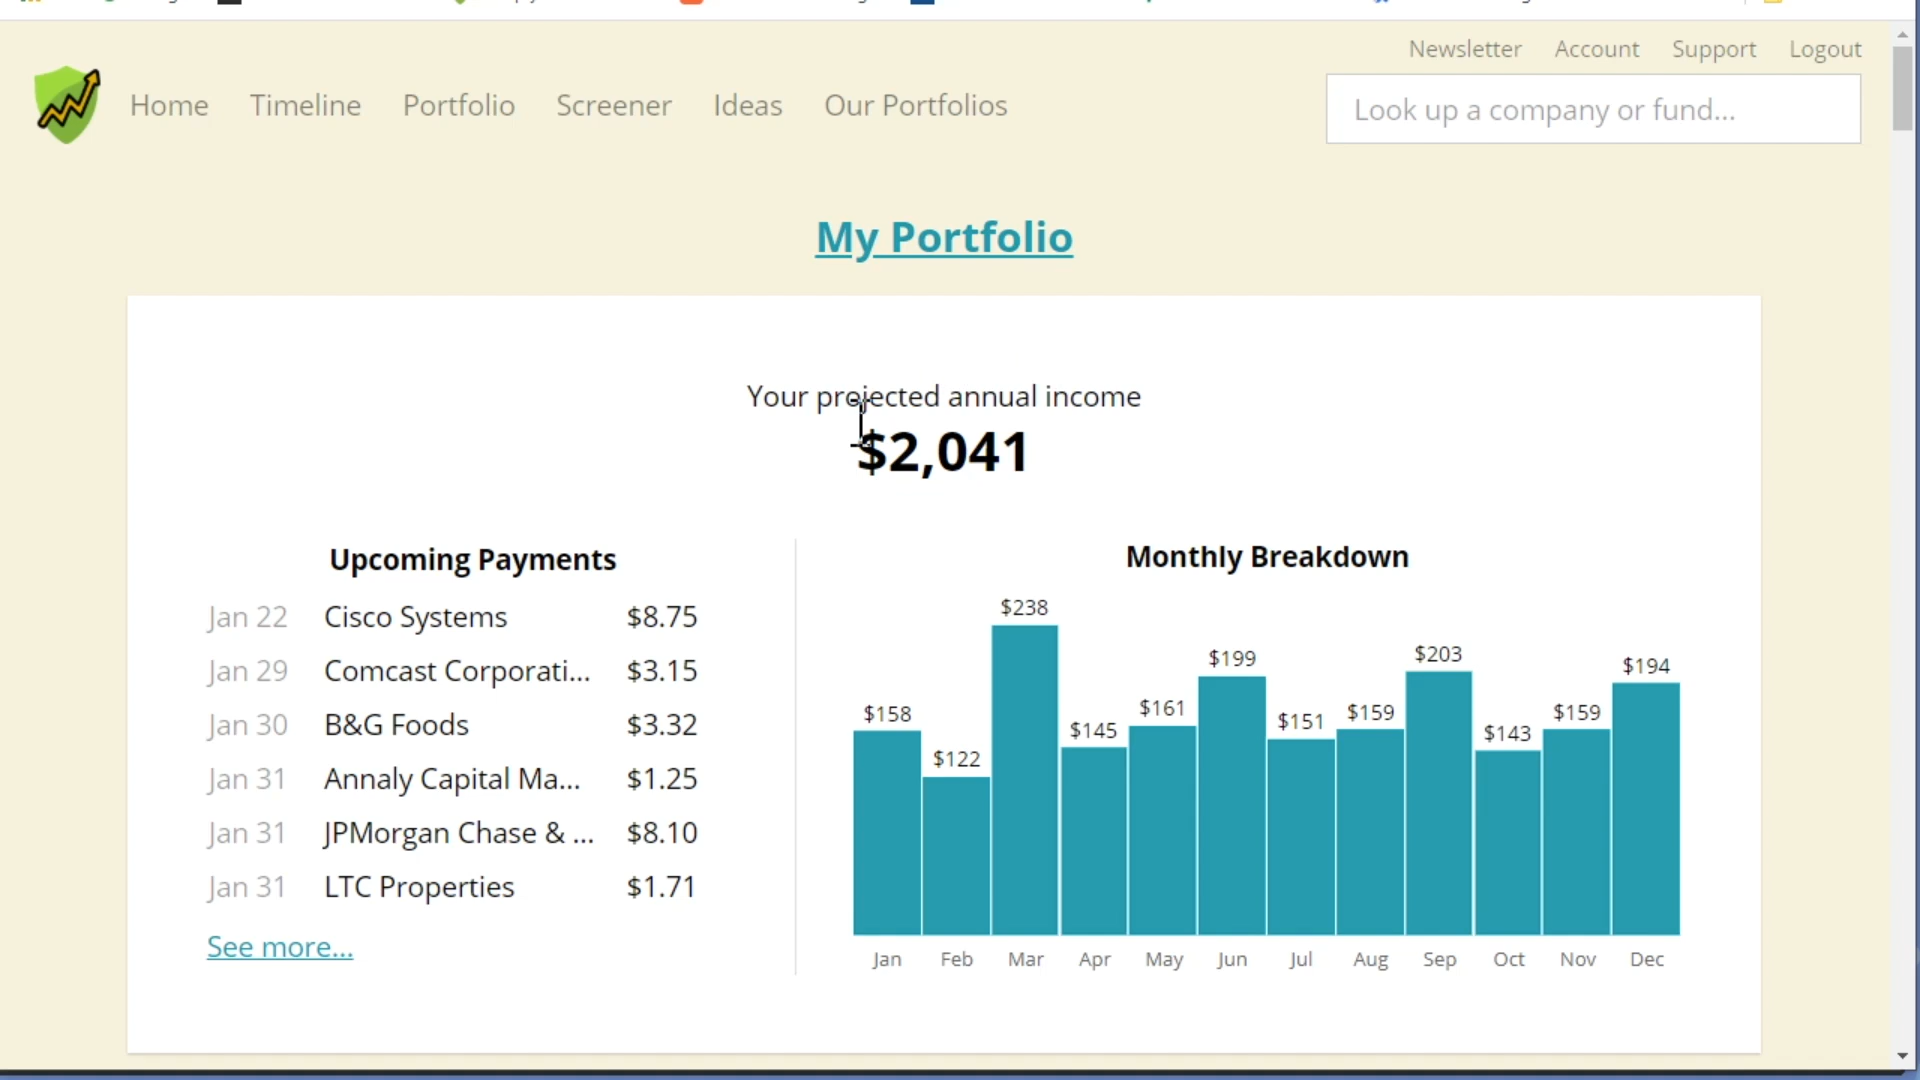 Newsletter Account Support Logout
Home Timeline Portfolio Screener Ideas Our Portfolios
Look up a company or fund...
My Portfolio
Your projected annual income
$2,041
Upcoming Payments
Jan 22 Cisco Systems $8.75
Jan 29 Comcast Corporati... $3.15
Jan 30 B&G Foods $3.32
Jan 31 Annaly Capital Ma... $1.25
Jan 31 JPMorgan Chase & ... $8.10
Jan 31 LTC Properties $1.71
See more...
Monthly Breakdown
$158 $122 $238 $145 $161 $199 $151 $159 $203 $143 $159 $194
Jan Feb Mar Apr May Jun Jul Aug Sep Oct Nov Dec